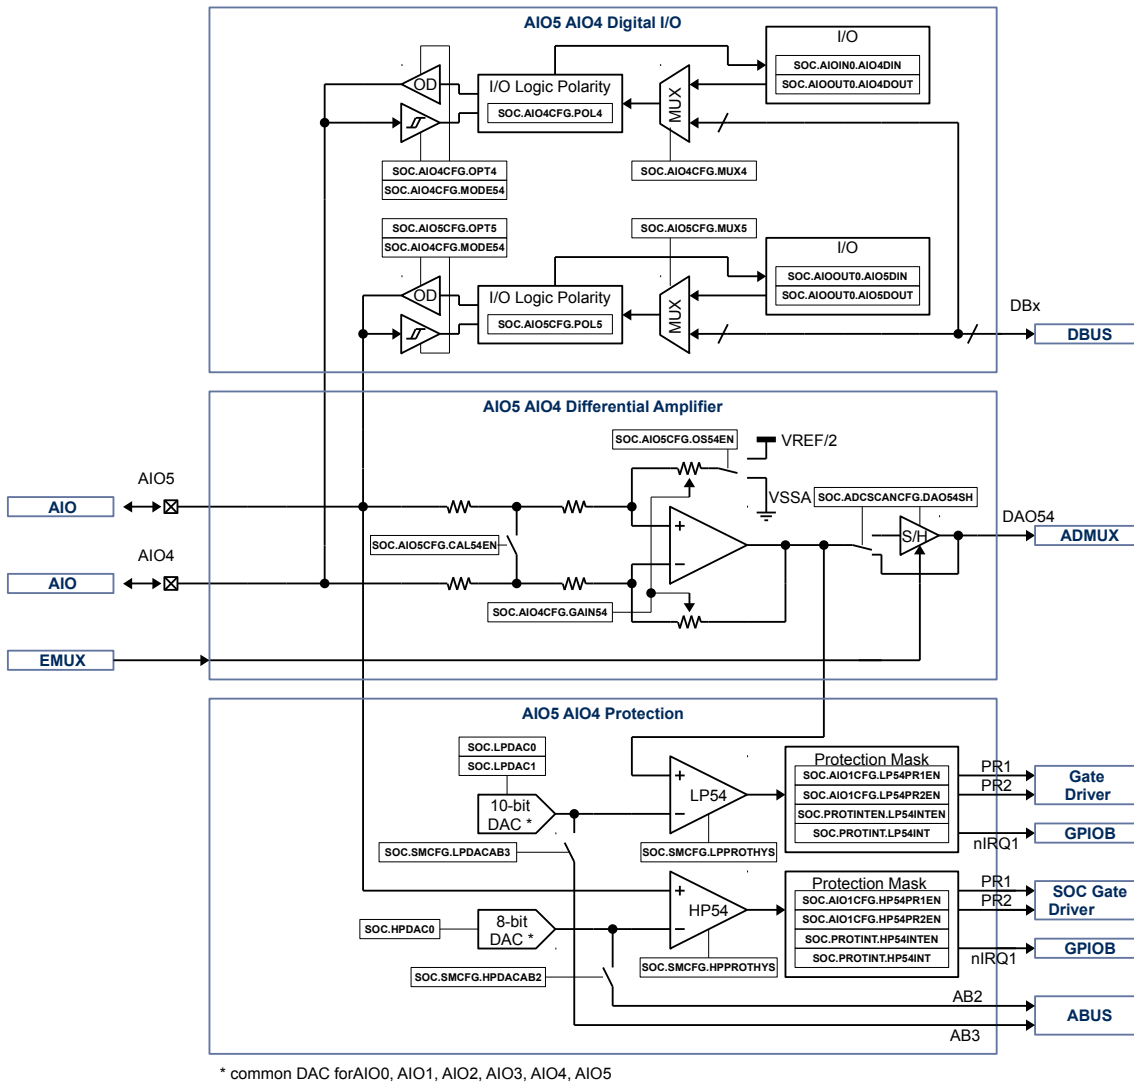 AIO5 AIO4 Digital I/O
I/O
SOC.AIOIN0.AIO4DIN
SOC.AIOOUT0.AIO4DOUT
OD
I/O Logic Polarity
SOC.AIO4CFG.POL4
MUX
SOC.AIO4CFG.OPT4
SOC.AIO4CFG.MODE54
SOC.AIO4CFG.MUX4
SOC.AIO5CFG.OPT5
SOC.AIO4CFG.MODE54
SOC.AIO5CFG.MUX5
I/O
SOC.AIOOUT0.AIO5DIN
SOC.AIOOUT0.AIO5DOUT
OD
I/O Logic Polarity
SOC.AIO5CFG.POL5
MUX
DBx
DBUS
AIO5 AIO4 Differential Amplifier
SOC.AIO5CFG.OS54EN
VREF/2
VSSA
SOC.ADCSCANCFG.DAO54SH
AIO5
AIO
S/H
DAO54
ADMUX
+
−
SOC.AIO5CFG.CAL54EN
AIO4
AIO
SOC.AIO4CFG.GAIN54
EMUX
AIO5 AIO4 Protection
SOC.LPDAC0
SOC.LPDAC1
10-bit
DAC *
+
−
LP54
Protection Mask
SOC.AIO1CFG.LP54PR1EN
SOC.AIO1CFG.LP54PR2EN
SOC.PROTINTEN.LP54INTEN
SOC.PROTINT.LP54INT
PR1
PR2
nIRQ1
Gate
Driver
GPIOB
SOC.SMCFG.LPDACAB3
SOC.SMCFG.LPPROTHYS
SOC.HPDAC0
8-bit
DAC *
+
−
HP54
Protection Mask
SOC.AIO1CFG.HP54PR1EN
SOC.AIO1CFG.HP54PR2EN
SOC.PROTINT.HP54INTEN
SOC.PROTINT.HP54INT
PR1
PR2
nIRQ1
SOC Gate
Driver
GPIOB
SOC.SMCFG.HPDACAB2
SOC.SMCFG.HPPROTHYS
AB2
AB3
ABUS
* common DAC forAIO0, AIO1, AIO2, AIO3, AIO4, AIO5